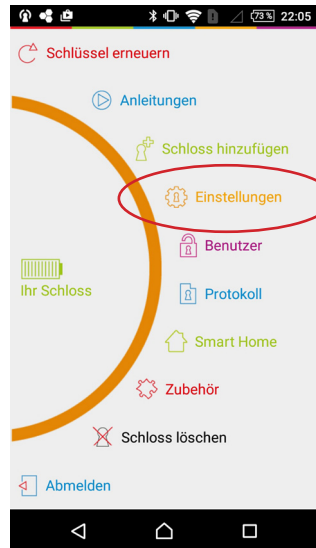 73 % 22:05
Schlüssel erneuern
Anleitungen
Schloss hinzufügen
Einstellungen
Benutzer
Ihr Schloss
Protokoll
Smart Home
Zubehör
Schloss löschen
Abmelden